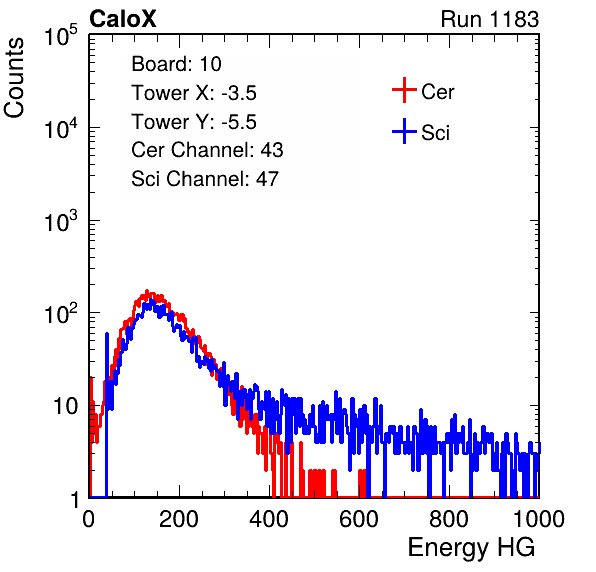 CaloX
Run 1183
Counts
10^5
10^4
10^3
10^2
10
1
Board: 10
Tower X: -3.5
Tower Y: -5.5
Cer Channel: 43
Sci Channel: 47
Cer
Sci
0 200 400 600 800 1000
Energy HG